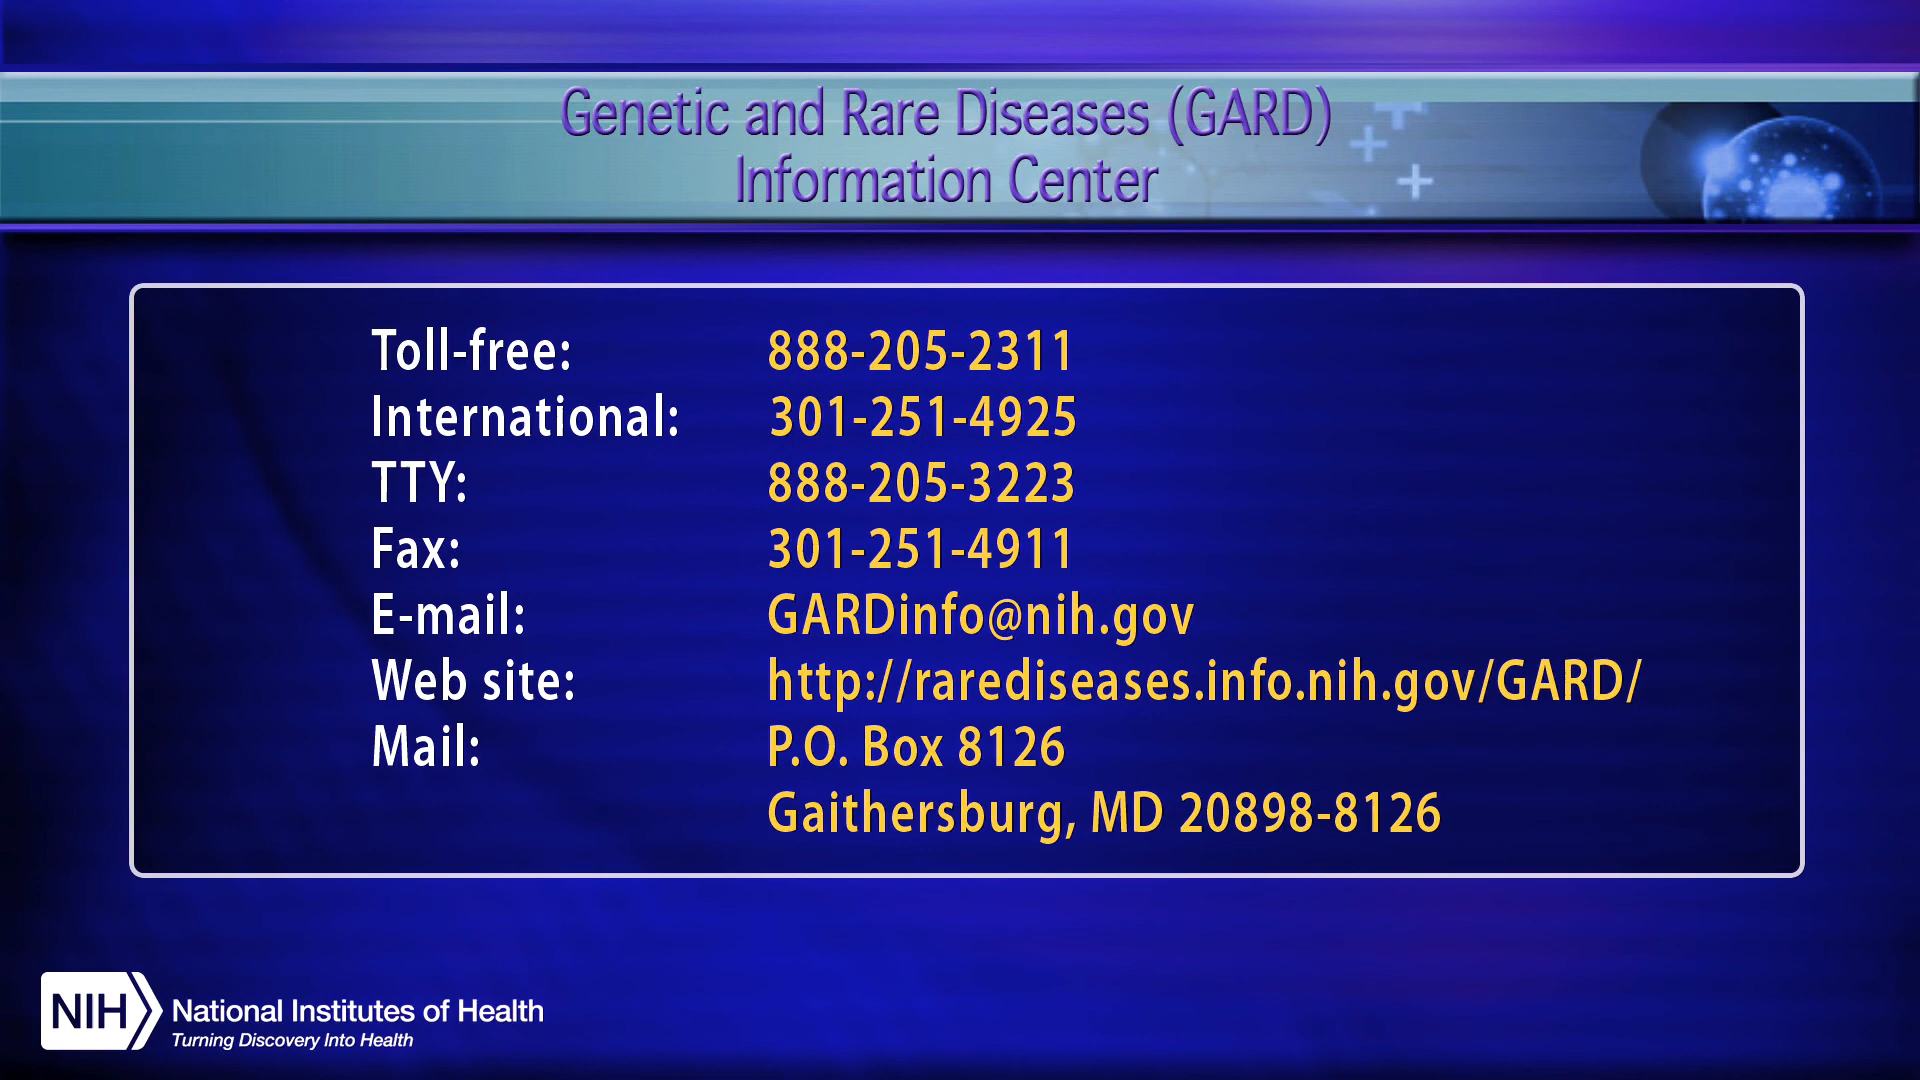 Genetic and Rare Diseases (GARD)
Information Center
Toll-free: 888-205-2311
International: 301-251-4925
TTY: 888-205-3223
Fax: 301-251-4911
E-mail: GARDinfo@nih.gov
Web site: http://rarediseases.info.nih.gov/GARD/
Mail: P.O. Box 8126
Gaithersburg, MD 20898-8126
NIH National Institutes of Health
Turning Discovery Into Health